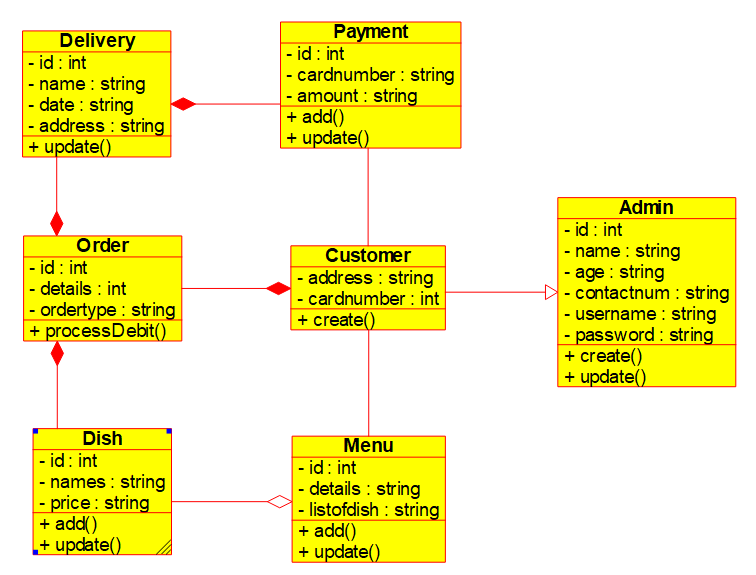 Delivery
- id : int
- name : string
- date : string
- address : string
+ update()
Payment
- id : int
- cardnumber : string
- amount : string
+ add()
+ update()
Order
- id : int
- details : int
- ordertype : string
+ processDebit()
Customer
- address : string
- cardnumber : int
+ create()
Admin
- id : int
- name : string
- age : string
- contactnum : string
- username : string
- password : string
+ create()
+ update()
Dish
- id : int
- names : string
- price : string
+ add()
+ update()
Menu
- id : int
- details : string
- listofdish : string
+ add()
+ update()